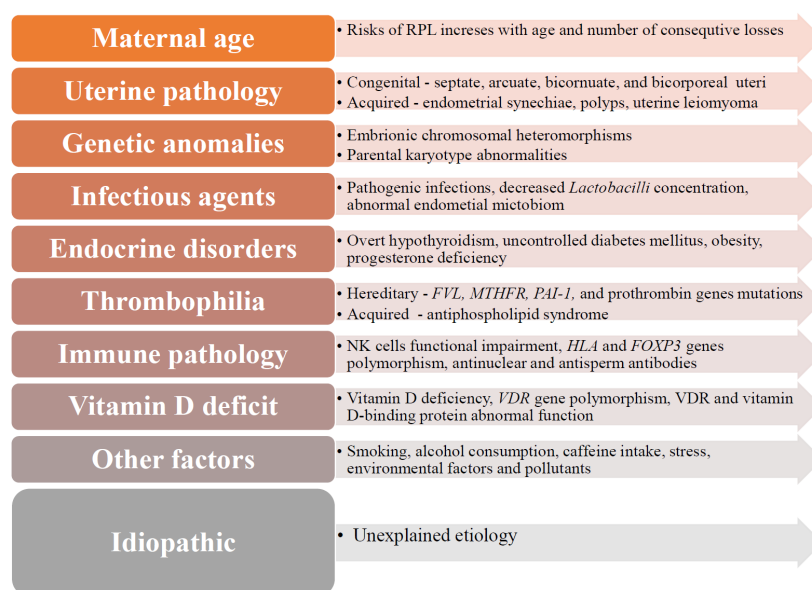 Maternal age
• Risks of RPL increses with age and number of consequtive losses
Uterine pathology
• Congenital - septate, arcuate, bicornuate, and bicorporeal uteri
• Acquired - endometrial synechiae, polyps, uterine leiomyoma
Genetic anomalies
• Embrionic chromosomal heteromorphisms
• Parental karyotype abnormalities
Infectious agents
• Pathogenic infections, decreased Lactobacilli concentration,
abnormal endometial mictobiom
Endocrine disorders
• Overt hypothyroidism, uncontrolled diabetes mellitus, obesity,
progesterone deficiency
Thrombophilia
• Hereditary - FVL, MTHFR, PAI-1, and prothrombin genes mutations
• Acquired - antiphospholipid syndrome
Immune pathology
• NK cells functional impairment, HLA and FOXP3 genes
polymorphism, antinuclear and antisperm antibodies
Vitamin D deficit
• Vitamin D deficiency, VDR gene polymorphism, VDR and vitamin
D-binding protein abnormal function
Other factors
• Smoking, alcohol consumption, caffeine intake, stress,
environmental factors and pollutants
Idiopathic
• Unexplained etiology